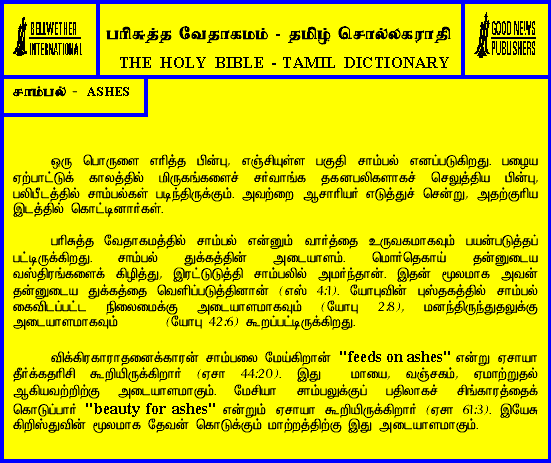 BELLWETHER
INTERNATIONAL
பரிசுத்த வேதாகமம் - தமிழ் சொல்லகராதி
THE HOLY BIBLE - TAMIL DICTIONARY
GOOD NEWS
PUBLISHERS
சாம்பல் - ASHES
ஒரு பொருளை எரித்த பின்பு, எஞ்சியுள்ள பகுதி சாம்பல் எனப்படுகிறது. பழைய
ஏற்பாட்டுக் காலத்தில் மிருகங்களைச் சர்வாங்க தகனபலிகளாகச் செலுத்திய பின்பு,
பலிபீடத்தில் சாம்பல்கள் படிந்திருக்கும். அவற்றை ஆசாரியர் எடுத்துச் சென்று, அதற்குரிய
இடத்தில் கொட்டினார்கள்.
பரிசுத்த வேதாகமத்தில் சாம்பல் என்னும் வார்த்தை உருவகமாகவும் பயன்படுத்தப்
பட்டிருக்கிறது. சாம்பல் துக்கத்தின் அடையாளம். மொர்தெகாய் தன்னுடைய
வஸ்திரங்களைக் கிழித்து, இரட்டுடுத்தி சாம்பலில் அமர்ந்தான். இதன் மூலமாக அவன்
தன்னுடைய துக்கத்தை வெளிப்படுத்தினான் (எஸ் 4:1). யோபுவின் புஸ்தகத்தில் சாம்பல்
கைவிடப்பட்ட நிலைமைக்கு அடையாளமாகவும் (யோபு 2:8), மனந்திருந்துதலுக்கு
அடையாளமாகவும் (யோபு 42:6) கூறப்பட்டிருக்கிறது.
விக்கிரகாராதனைக்காரன் சாம்பலை மேய்கிறான் "feeds on ashes" என்று ஏசாயா
தீர்க்கதரிசி கூறியிருக்கிறார் (ஏசா 44:20). இது மாயை, வஞ்சகம், ஏமாற்றுதல்
ஆகியவற்றிற்கு அடையாளமாகும். மேசியா சாம்பலுக்குப் பதிலாகச் சிங்காரத்தைக்
கொடுப்பார் "beauty for ashes" என்றும் ஏசாயா கூறியிருக்கிறார் (ஏசா 61:3). இயேசு
கிறிஸ்துவின் மூலமாக தேவன் கொடுக்கும் மாற்றத்திற்கு இது அடையாளமாகும்.